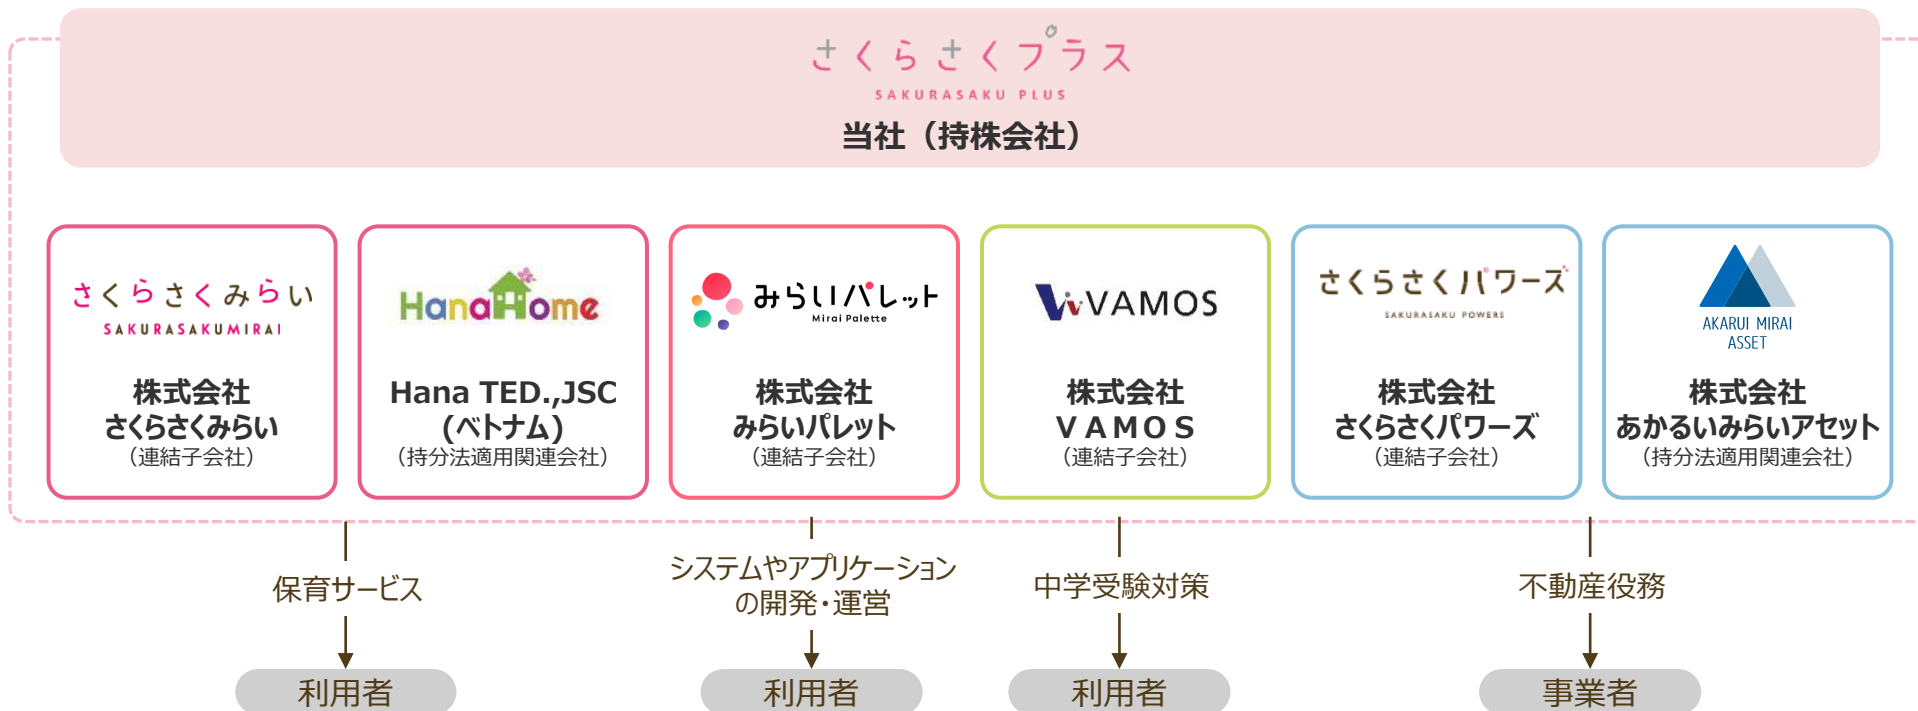 さくらさくプラス
SAKURASAKU PLUS
当社（持株会社）
さくらさくみらい
SAKURASAKUMIRAI
株式会社
さくらさくみらい
（連結子会社）
HanaHome
Hana TED.,JSC
(ベトナム)
（持分法適用関連会社）
みらいパレット
Mirai Palette
株式会社
みらいパレット
（連結子会社）
VAMOS
株式会社
ＶＡＭＯＳ
（連結子会社）
さくらさくパワーズ
SAKURASAKU POWERS
株式会社
さくらさくパワーズ
（連結子会社）
AKARUI MIRAI
ASSET
株式会社
あかるいみらいアセット
（持分法適用関連会社）
保育サービス
利用者
システムやアプリケーション
の開発・運営
利用者
中学受験対策
利用者
不動産役務
事業者